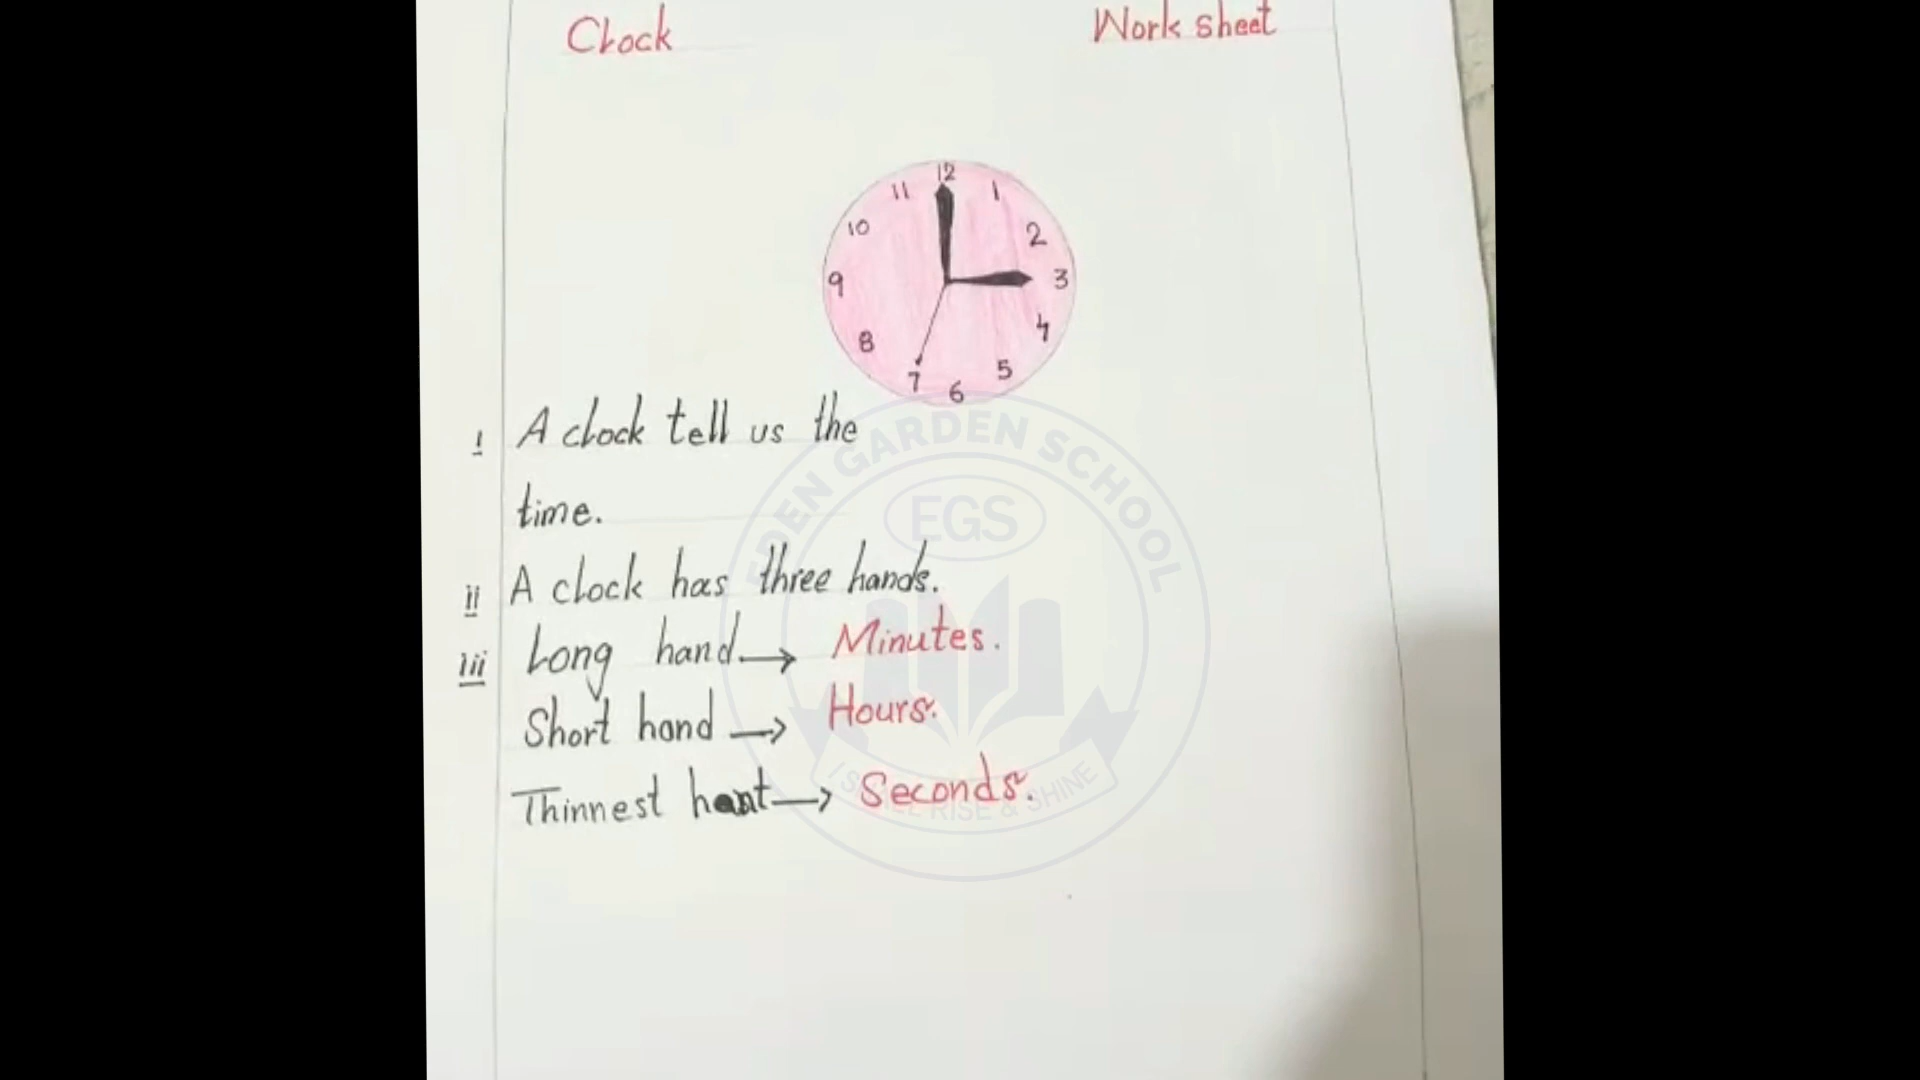 Clock Work sheet
12
11 1
10 2
9 3
8 4
7 5
6
i A clock tell us the
time.
ii A clock has three hands.
iii Long hand → Minutes.
Short hand → Hours.
Thinnest hant → Seconds.
EDEN GARDEN SCHOOL
EGS
RISE & SHINE